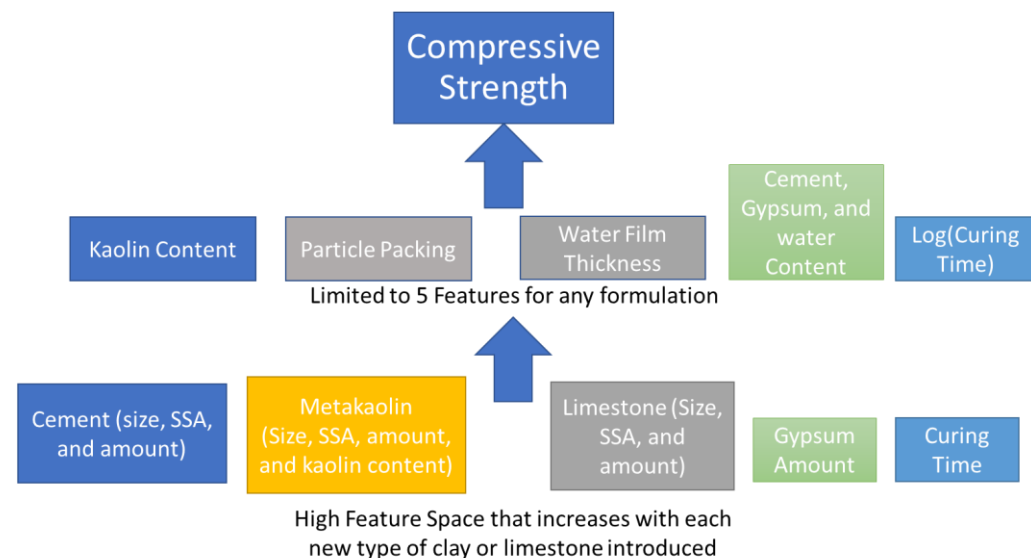 Compressive
Strength
Kaolin Content
Particle Packing
Water Film
Thickness
Cement,
Gypsum, and
water
Content
Log(Curing
Time)
Limited to 5 Features for any formulation
Cement (size, SSA,
and amount)
Metakaolin
(Size, SSA, amount,
and kaolin content)
Limestone (Size,
SSA, and
amount)
Gypsum
Amount
Curing
Time
High Feature Space that increases with each
new type of clay or limestone introduced